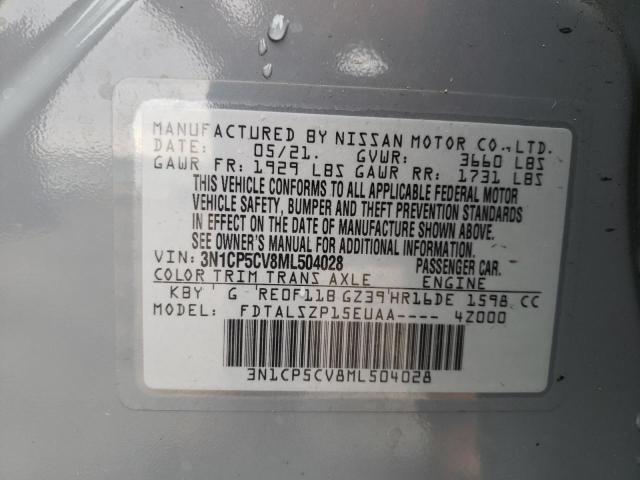 MANUFACTURED BY NISSAN MOTOR CO., LTD.
DATE: 05/21. GVWR: 3660 LBS
GAWR FR: 1929 LBS GAWR RR: 1731 LBS
THIS VEHICLE CONFORMS TO ALL APPLICABLE FEDERAL MOTOR
VEHICLE SAFETY, BUMPER AND THEFT PREVENTION STANDARDS
IN EFFECT ON THE DATE OF MANUFACTURE SHOWN ABOVE.
SEE OWNER'S MANUAL FOR ADDITIONAL INFORMATION.
VIN: 3N1CP5CV8ML504028 PASSENGER CAR.
COLOR TRIM TRANS AXLE ENGINE
KBY G RE0F11B GZ39 HR16DE 1598 CC
MODEL: FDTALSZP15EUAA---- 4Z000
3N1CP5CV8ML504028